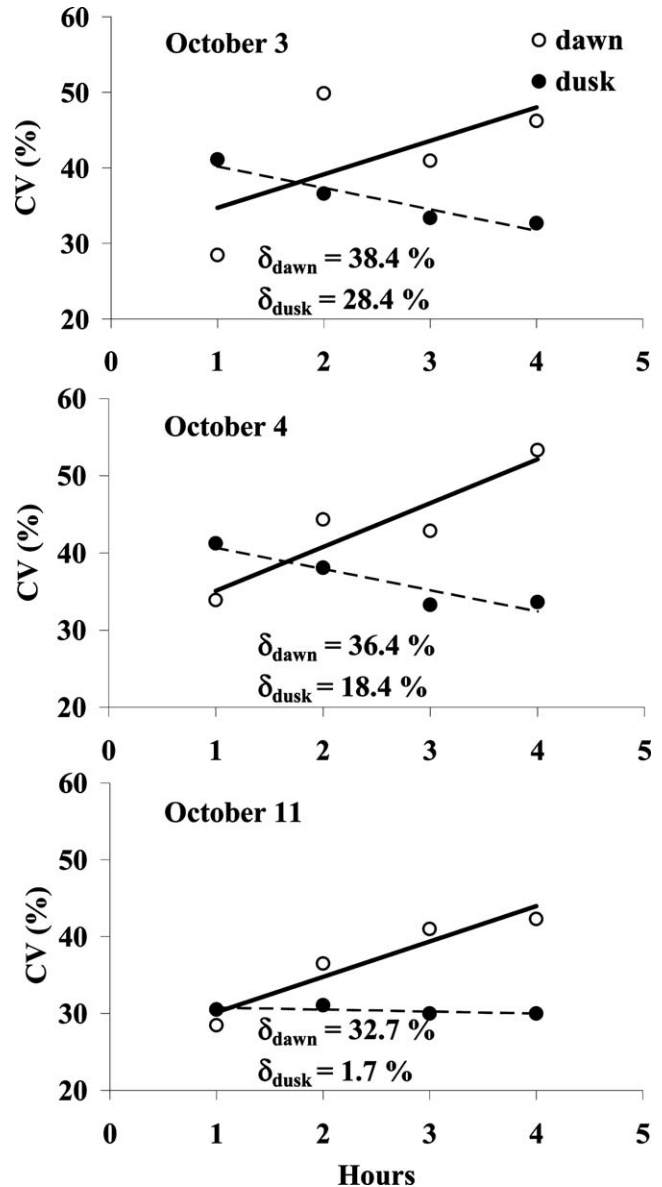 October 3
dawn
dusk
CV (%)
60
50
40
30
20
δdawn = 38.4 %
δdusk = 28.4 %
0 1 2 3 4 5
October 4
CV (%)
60
50
40
30
20
δdawn = 36.4 %
δdusk = 18.4 %
0 1 2 3 4 5
October 11
CV (%)
60
50
40
30
20
δdawn = 32.7 %
δdusk = 1.7 %
0 1 2 3 4 5
Hours